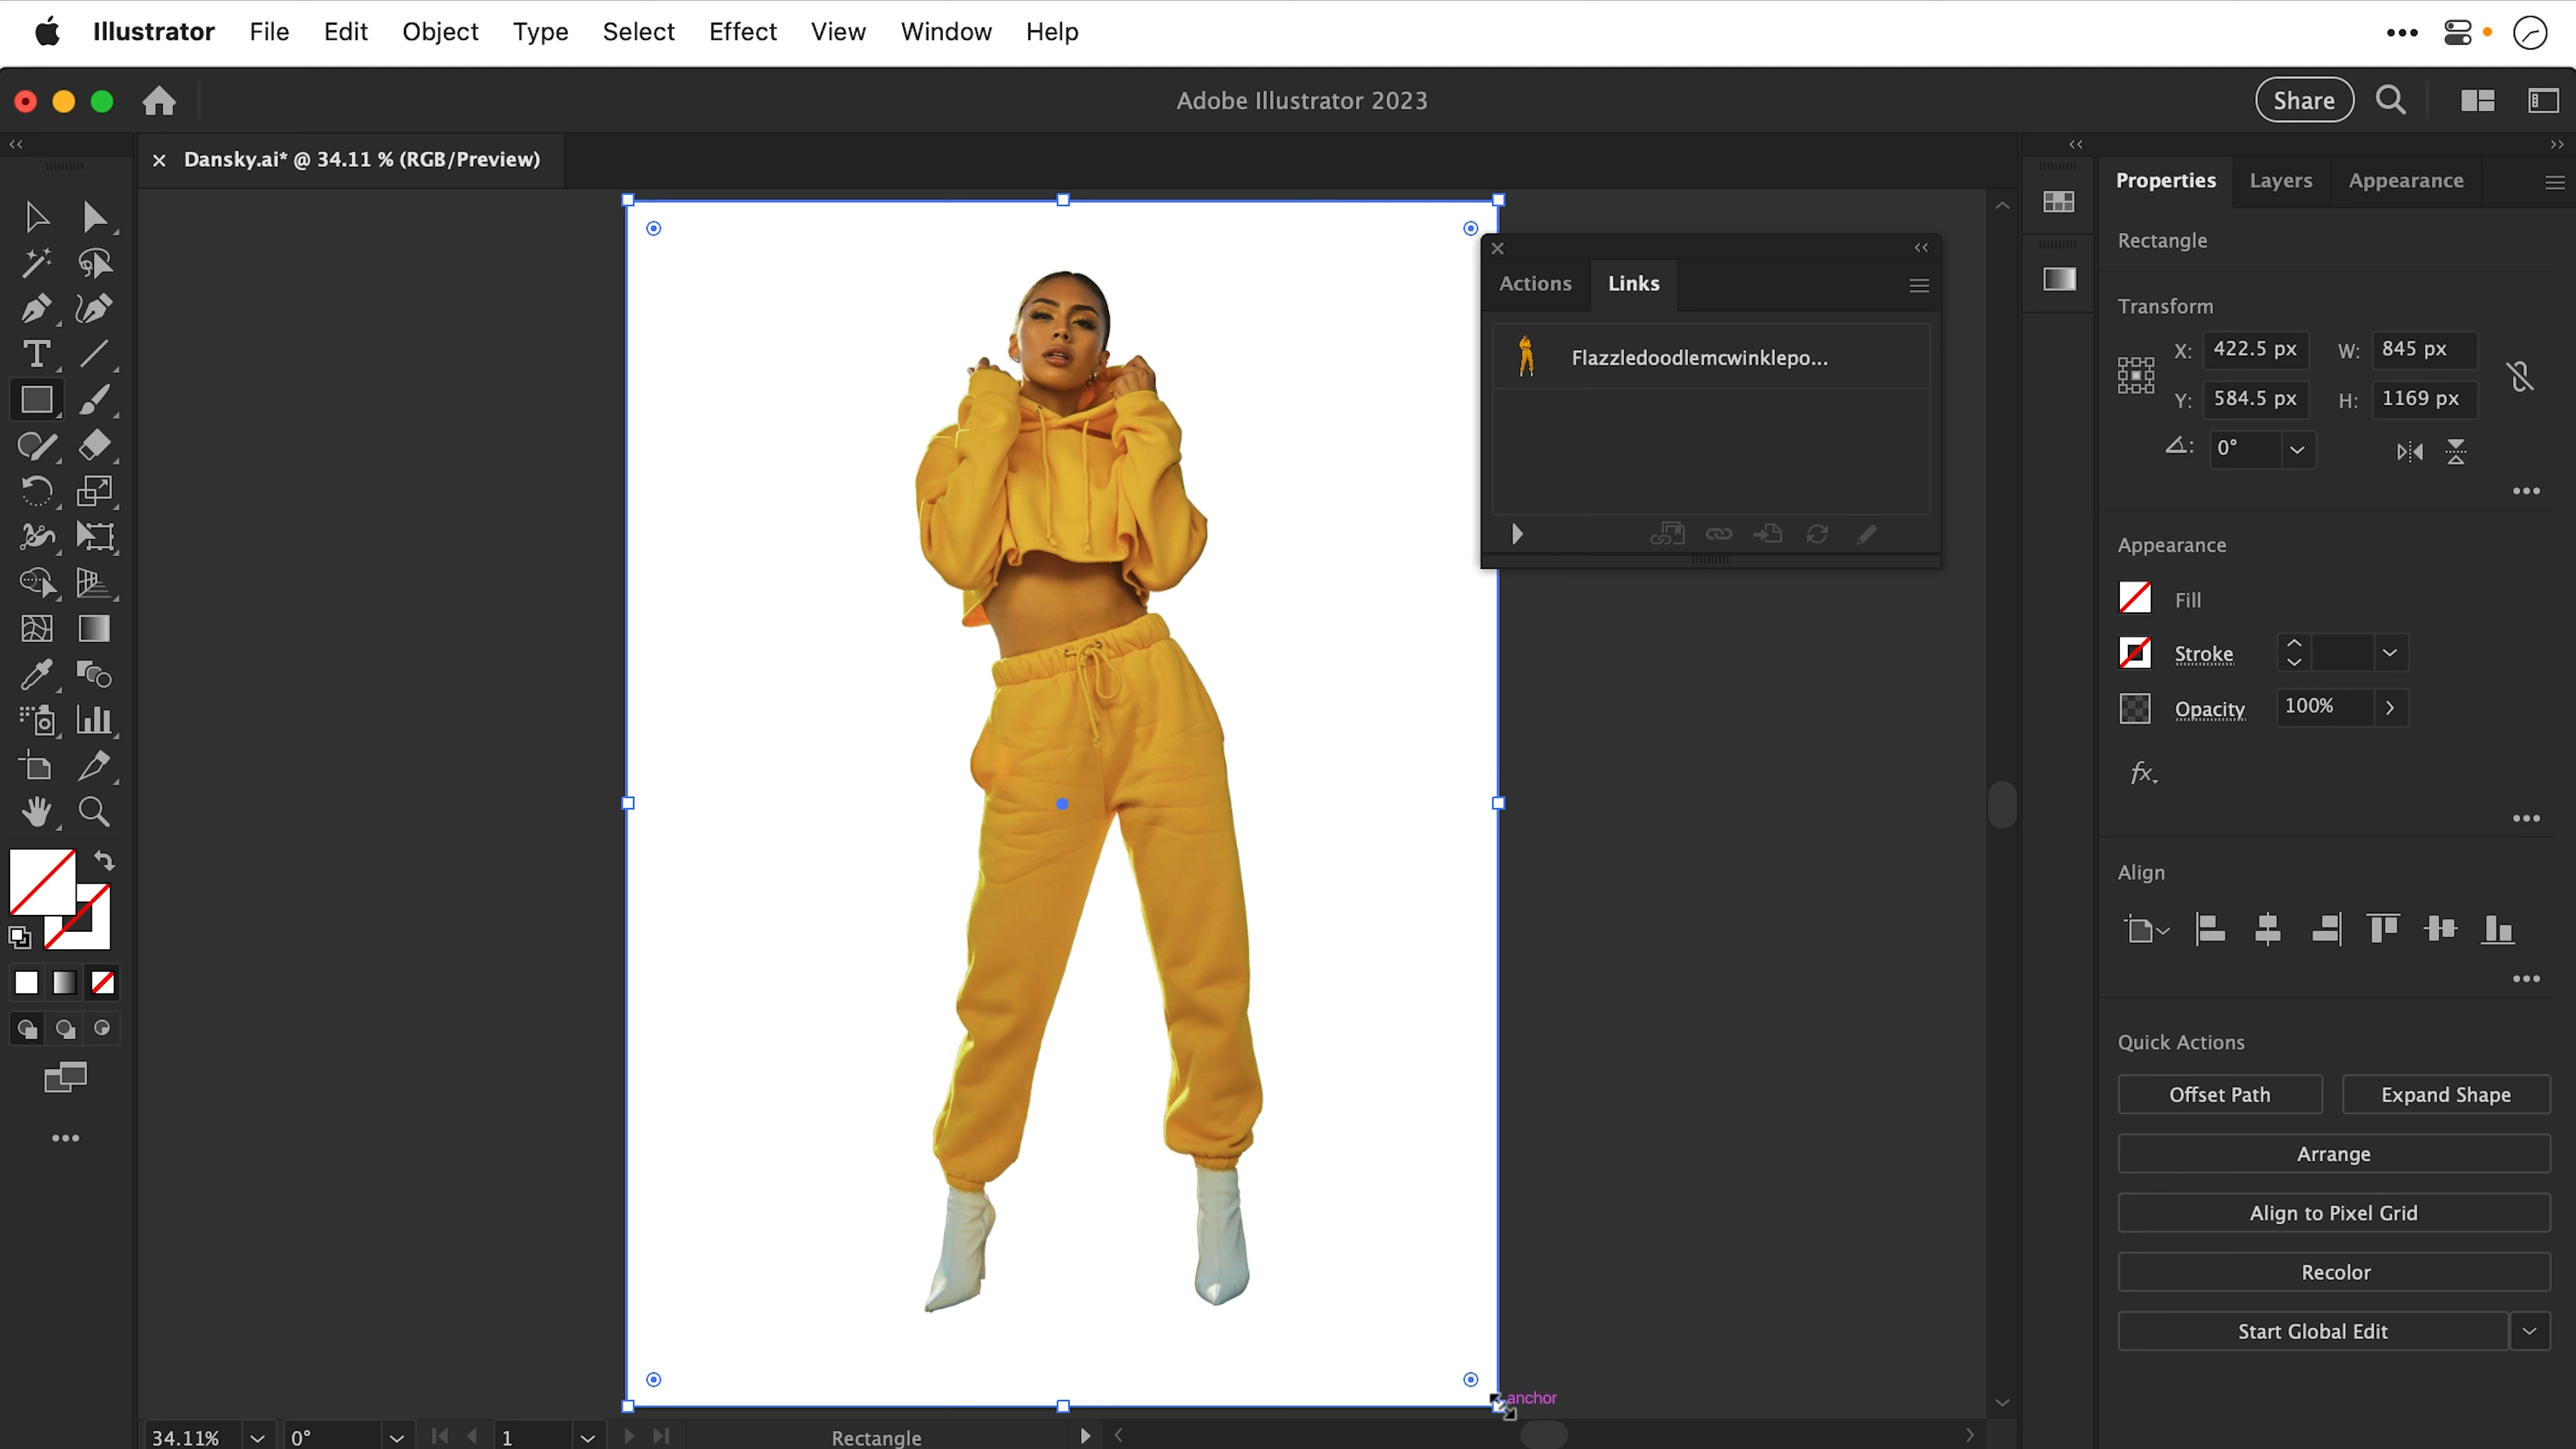 Illustrator File Edit Object Type Select Effect View Window Help
Adobe Illustrator 2023
Share
× Dansky.ai* @ 34.11 % (RGB/Preview)
Properties Layers Appearance
Rectangle
Transform
X: 422.5 px W: 845 px
Y: 584.5 px H: 1169 px
0°
Actions Links
Flazzledoodlemcwinklepo...
Appearance
Fill
Stroke
Opacity 100%
fx
Align
Quick Actions
Offset Path Expand Shape
Arrange
Align to Pixel Grid
Recolor
Start Global Edit
anchor
34.11% 0° 1 Rectangle